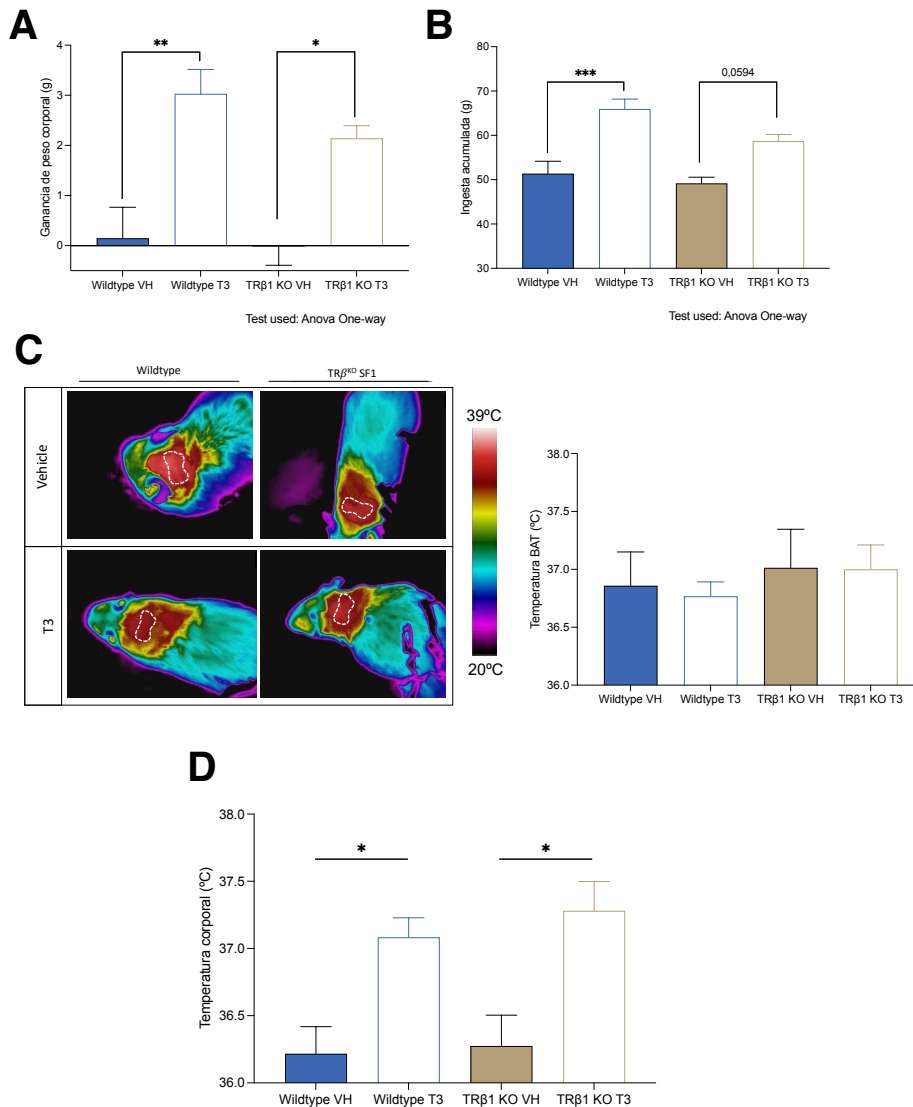 A
Ganancia de peso corporal (g)
4
3
2
1
0
**
*
Wildtype VH
Wildtype T3
TRβ1 KO VH
TRβ1 KO T3
Test used: Anova One-way
B
Ingesta acumulada (g)
80
70
60
50
40
30
***
0,0594
Wildtype VH
Wildtype T3
TRβ1 KO VH
TRβ1 KO T3
Test used: Anova One-way
C
Wildtype
TRβᴷᴼ SF1
Vehicle
T3
39ºC
20ºC
Temperatura BAT (ºC)
38.0
37.5
37.0
36.5
36.0
Wildtype VH
Wildtype T3
TRβ1 KO VH
TRβ1 KO T3
D
Temperatura corporal (ºC)
38.0
37.5
37.0
36.5
36.0
*
*
Wildtype VH
Wildtype T3
TRβ1 KO VH
TRβ1 KO T3